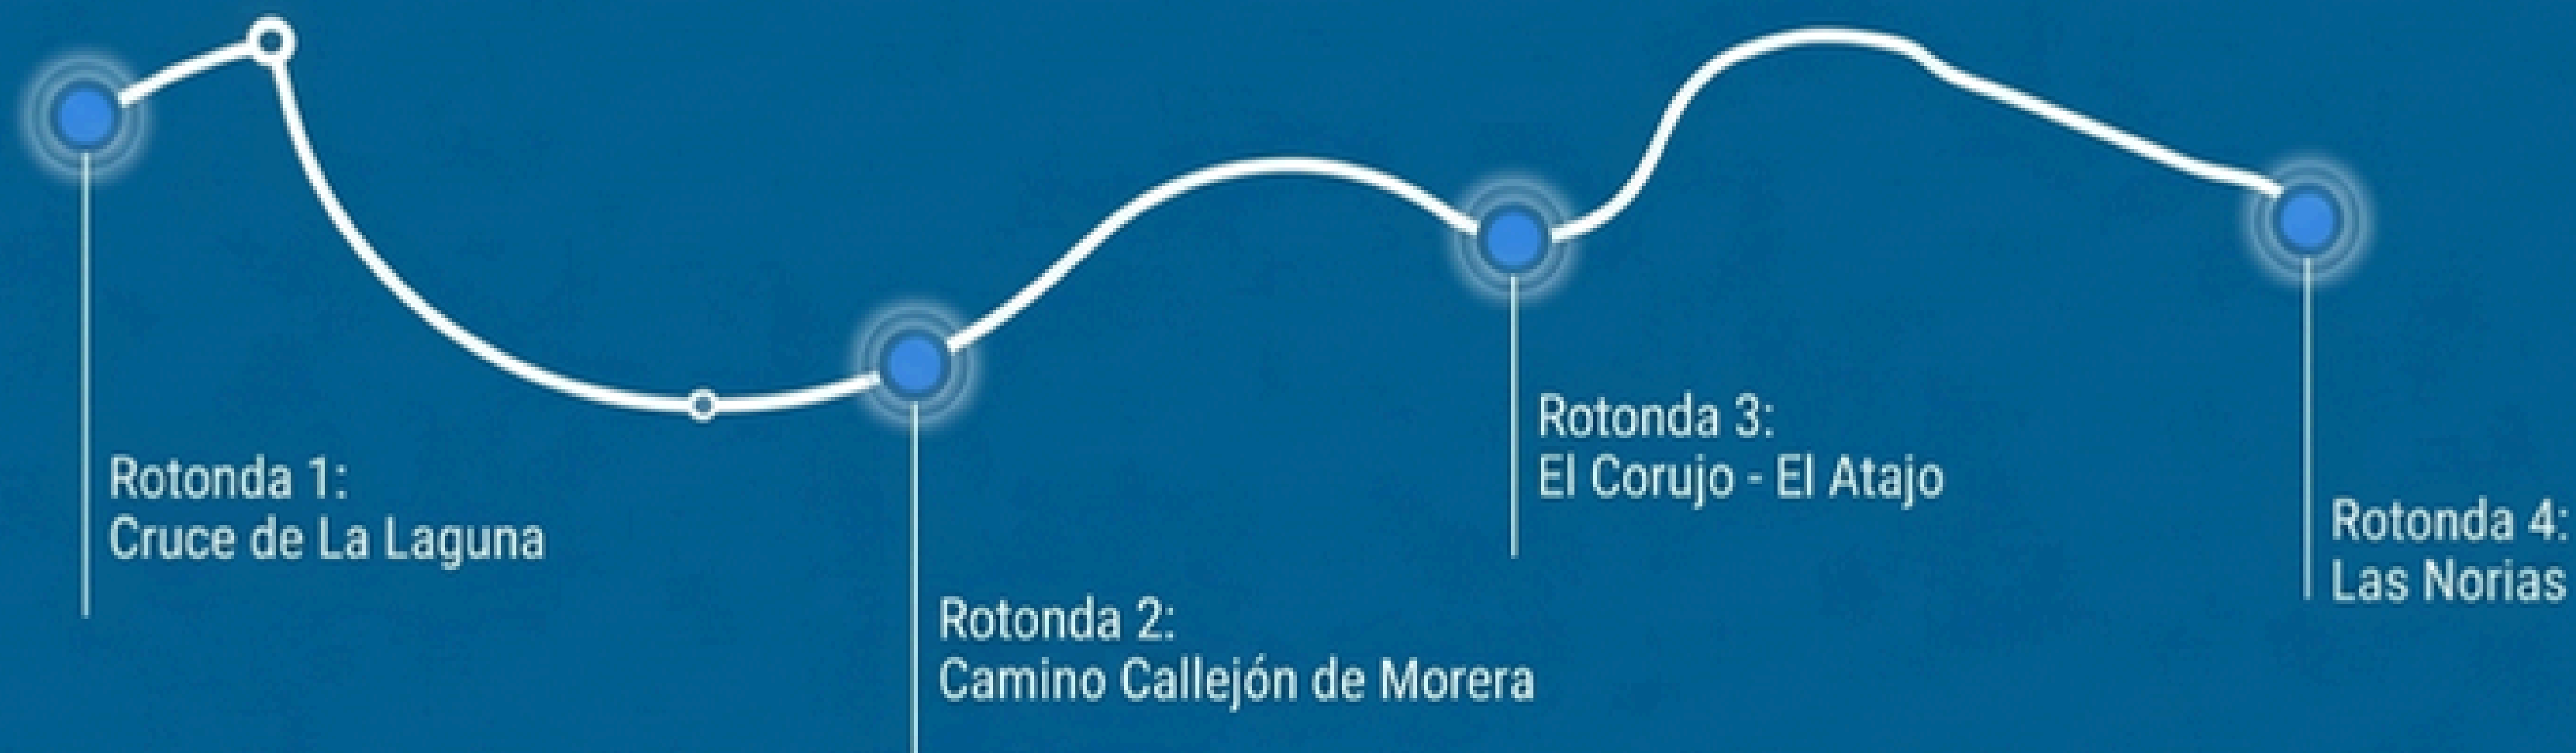 Rotonda 1:
Cruce de La Laguna
Rotonda 2:
Camino Callejón de Morera
Rotonda 3:
El Corujo - El Atajo
Rotonda 4:
Las Norias